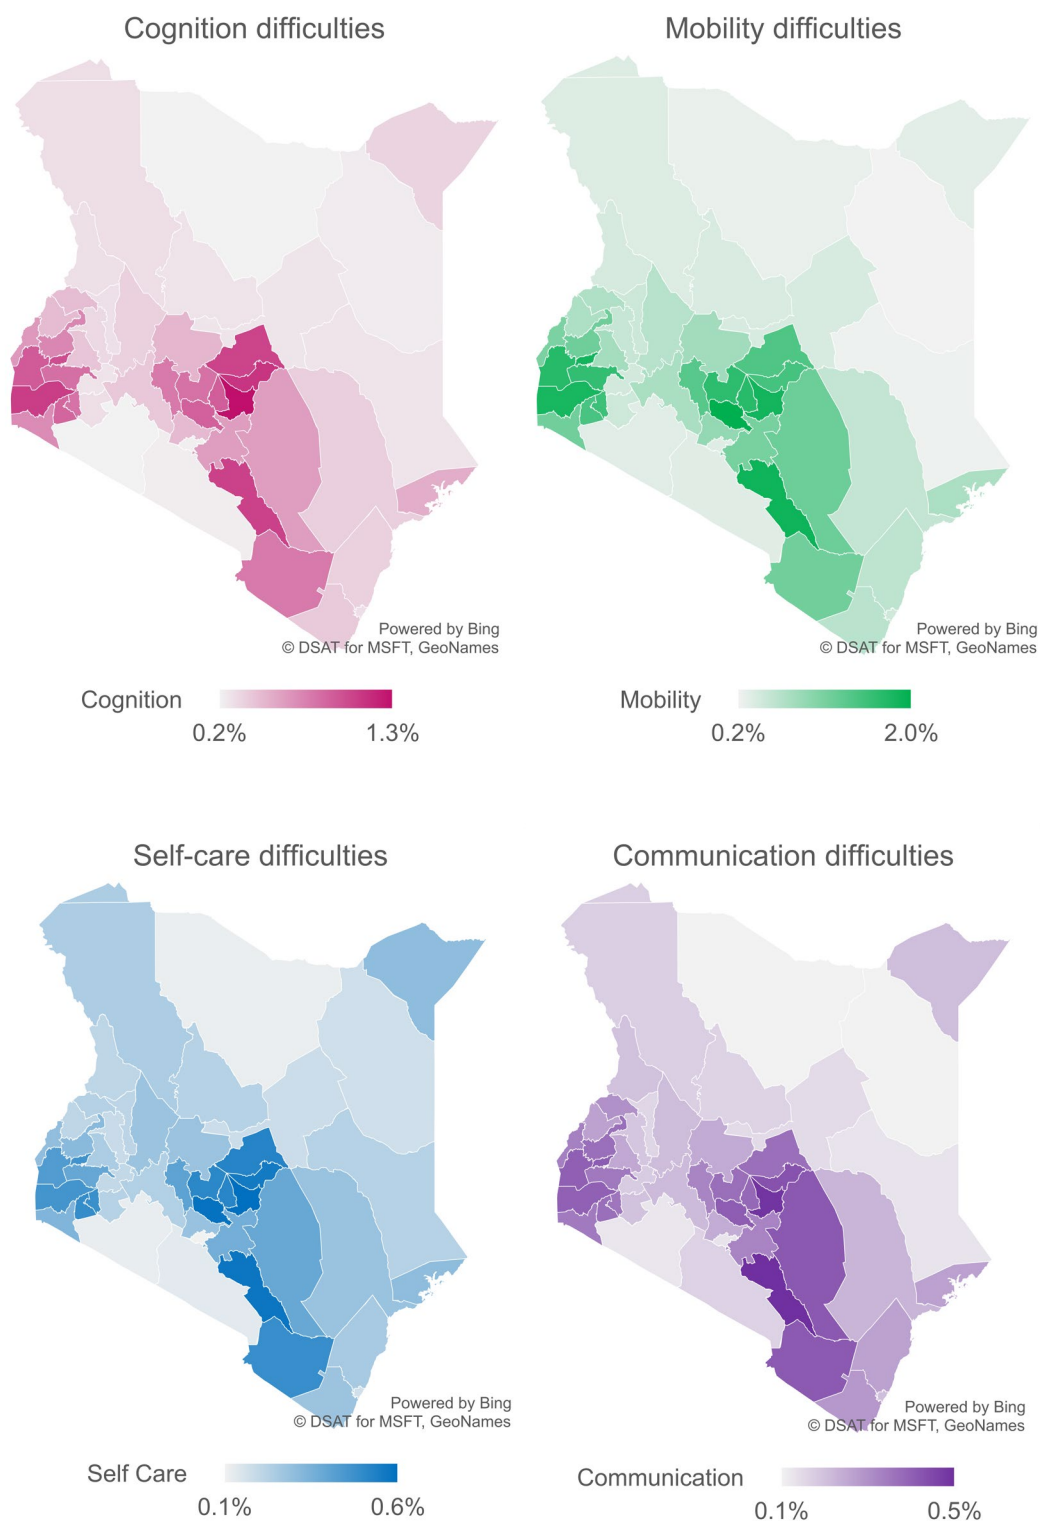 Cognition difficulties
Mobility difficulties
Powered by Bing
© DSAT for MSFT, GeoNames
Powered by Bing
© DSAT for MSFT, GeoNames
Cognition
0.2%
1.3%
Mobility
0.2%
2.0%
Self-care difficulties
Communication difficulties
Powered by Bing
© DSAT for MSFT, GeoNames
Powered by Bing
© DSAT for MSFT, GeoNames
Self Care
0.1%
0.6%
Communication
0.1%
0.5%